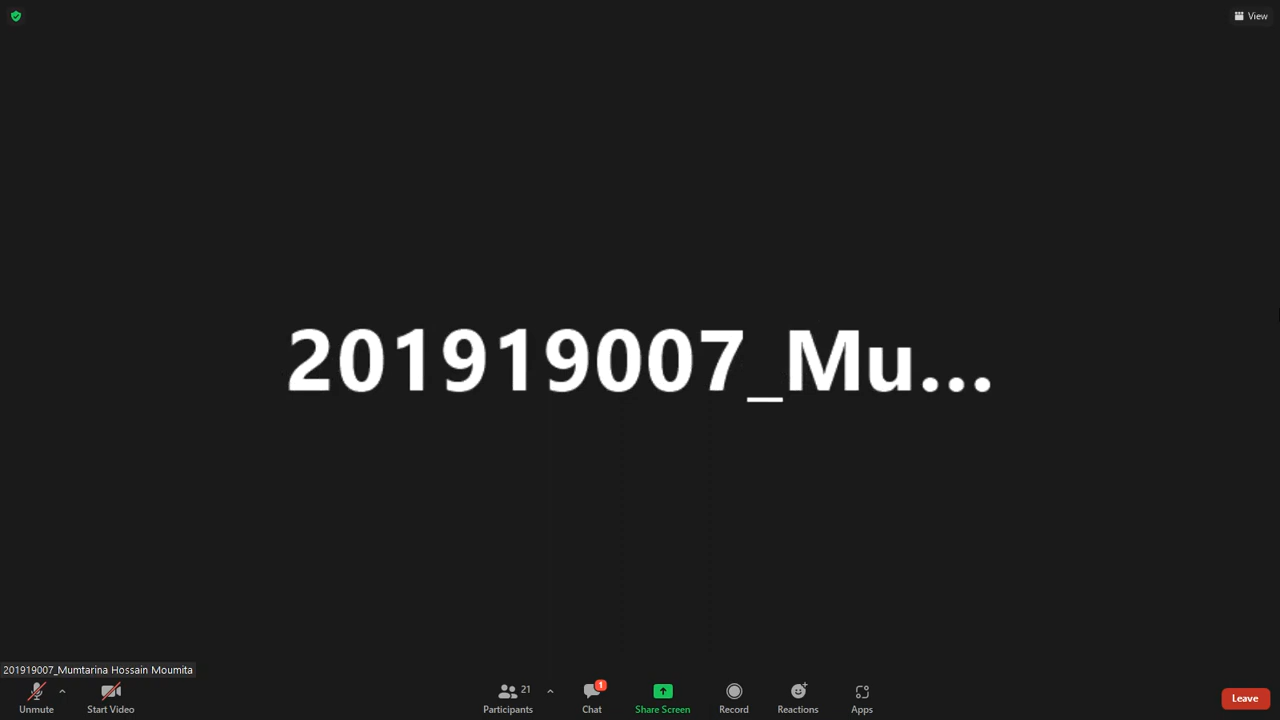 View
201919007_Mu...
201919007_Mumtarina Hossain Moumita
Unmute
Start Video
21
Participants
1
Chat
Share Screen
Record
Reactions
Apps
Leave